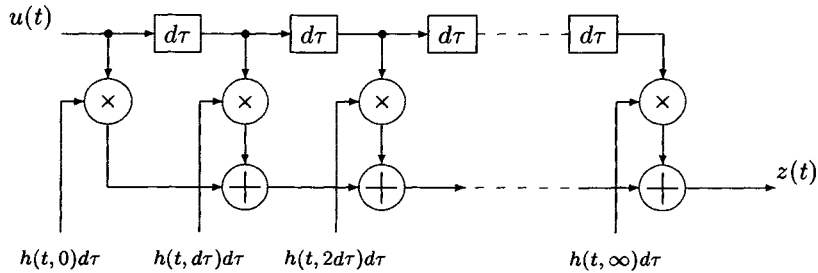 u(t)
dτ dτ dτ dτ
× × × ×
+ + +
z(t)
h(t, 0)dτ h(t, dτ)dτ h(t, 2dτ)dτ h(t, ∞)dτ